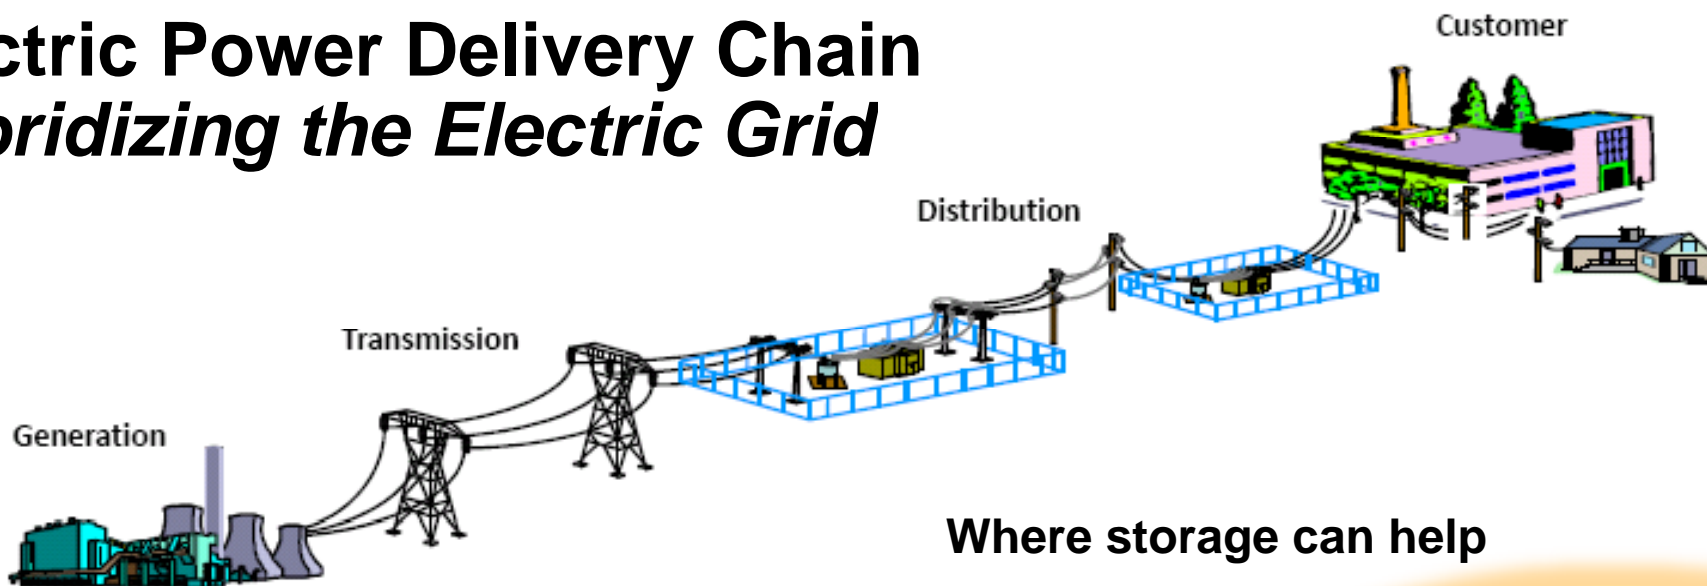 ctric Power Delivery Chain
bridizing the Electric Grid
Customer
Distribution
Transmission
Generation
Where storage can help